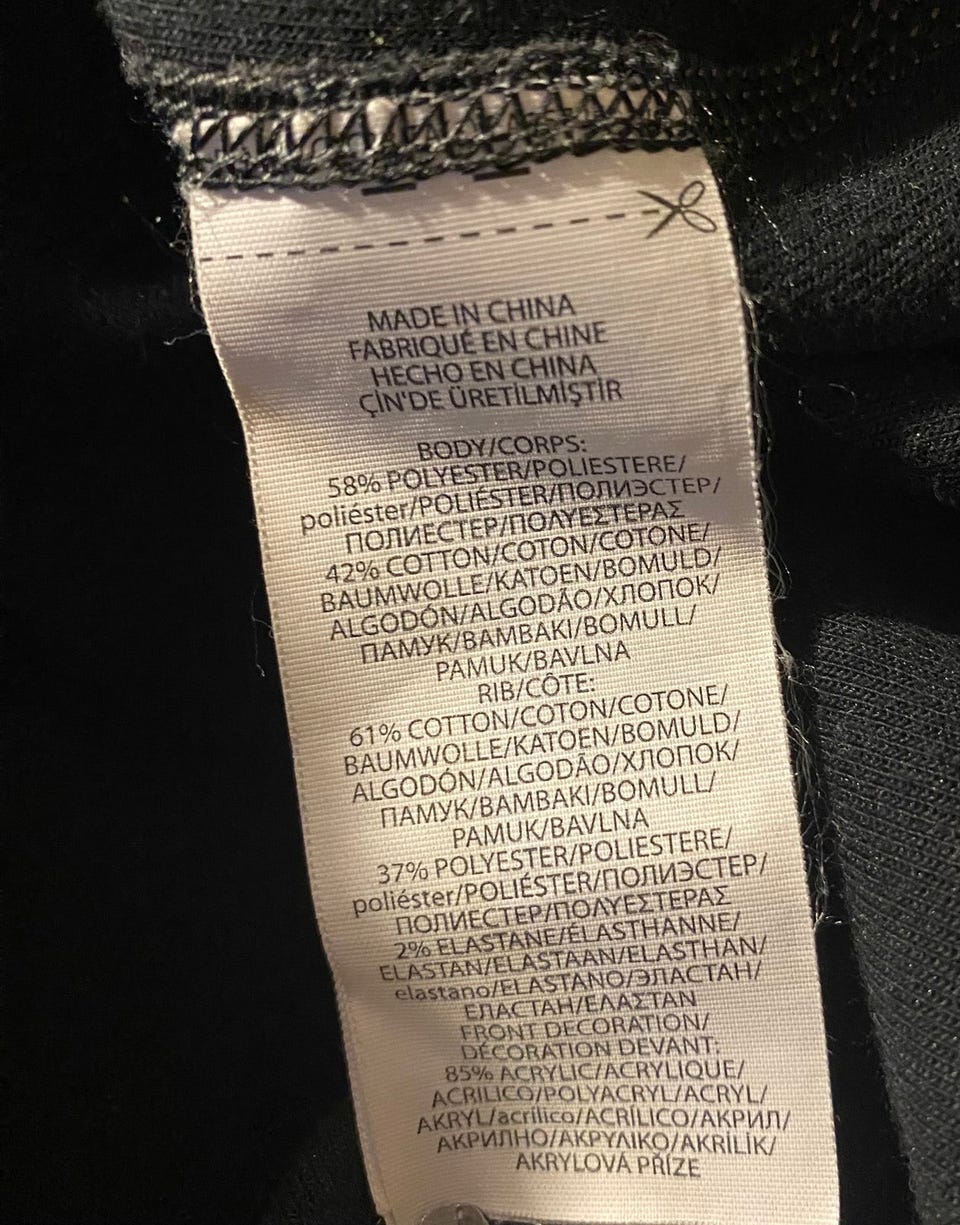 MADE IN CHINA
FABRIQUÉ EN CHINE
HECHO EN CHINA
ÇİN'DE ÜRETİLMİŞTİR
BODY/CORPS:
58% POLYESTER/POLIESTERE/
poliéster/POLIÉSTER/ПОЛИЭСТЕР/
ПОЛИЕСТЕР/ΠΟΛΥΕΣΤΕΡΑΣ
42% COTTON/COTON/COTONE/
BAUMWOLLE/KATOEN/BOMULD/
ALGODÓN/ALGODÃO/ХЛОПОК/
ПАМУК/ΒΑΜΒΑΚΙ/BOMULL/
PAMUK/BAVLNA
RIB/CÔTE:
61% COTTON/COTON/COTONE/
BAUMWOLLE/KATOEN/BOMULD/
ALGODÓN/ALGODÃO/ХЛОПОК/
ПАМУК/ΒΑΜΒΑΚΙ/BOMULL/
PAMUK/BAVLNA
37% POLYESTER/POLIESTERE/
poliéster/POLIÉSTER/ПОЛИЭСТЕР/
ПОЛИЕСТЕР/ΠΟΛΥΕΣΤΕΡΑΣ
2% ELASTANE/ÉLASTHANNE/
ELASTAN/ELASTAAN/ELASTHAN/
elastano/ELASTANO/ЭЛАСТАН/
ЕЛАСТАН/ΕΛΑΣΤΑΝ
FRONT DECORATION/
DÉCORATION DEVANT:
85% ACRYLIC/ACRYLIQUE/
ACRILICO/POLYACRYL/ACRYL/
AKRYL/acrílico/ACRÍLICO/АКРИЛ/
АКРИЛНО/ΑΚΡΥΛΙΚΟ/AKRİLİK/
AKRYLOVÁ PŘÍZE